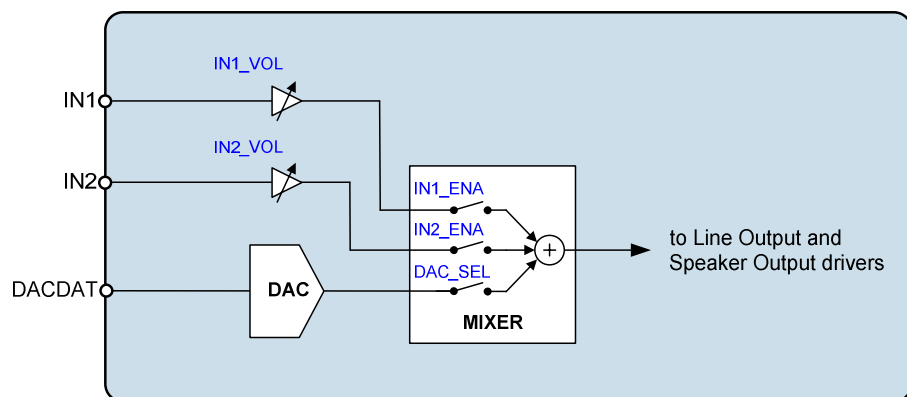 IN1_VOL
IN1
IN2_VOL
IN2
IN1_ENA
IN2_ENA
to Line Output and
Speaker Output drivers
DAC_SEL
DACDAT
DAC
MIXER